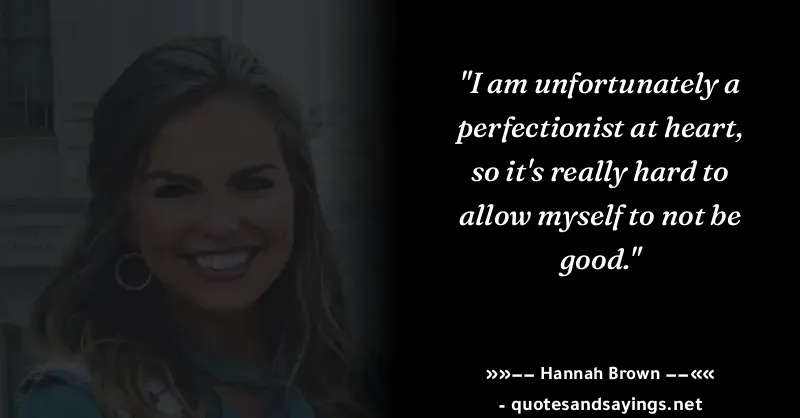 "I am unfortunately a
perfectionist at heart,
so it's really hard to
allow myself to not be
good."
»»−− Hannah Brown −−««
- quotesandsayings.net